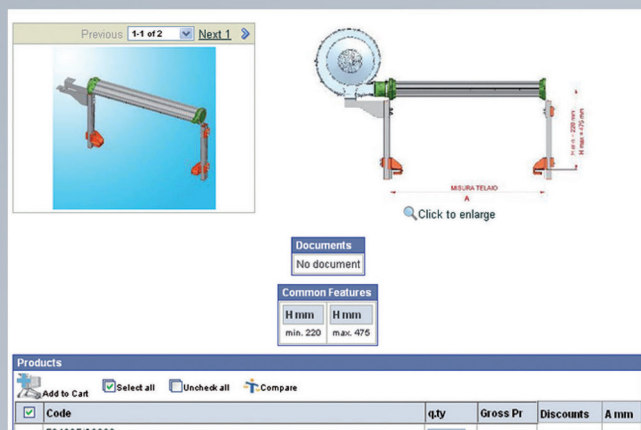 Previous 1-1 of 2 Next 1
H min = 220 mm
H max = 475 mm
MISURA TELAIO
A
Click to enlarge
Documents
No document
Common Features
H mm H mm
min. 220 max. 475
Products
Add to Cart Select all Uncheck all Compare
Code q.ty Gross Pr Discounts A mm